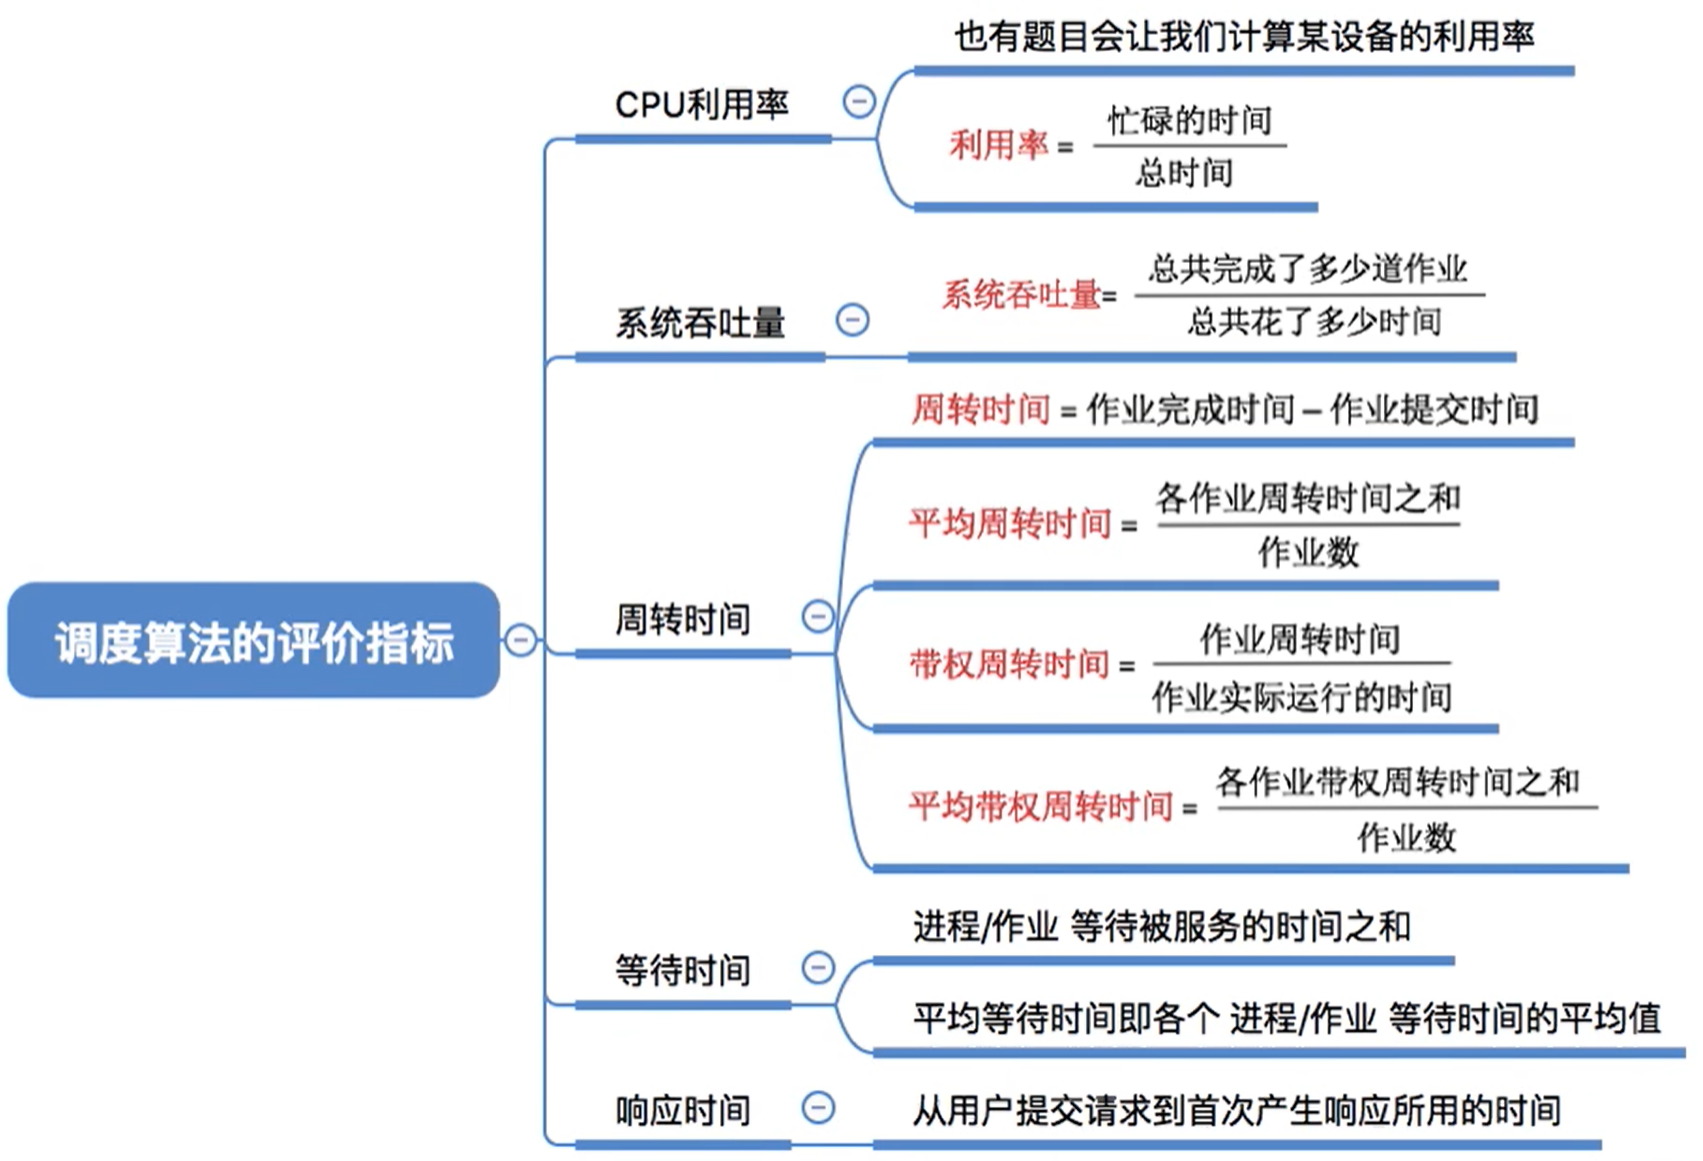 调度算法的评价指标
CPU利用率
也有题目会让我们计算某设备的利用率
利用率 = 忙碌的时间
总时间
系统吞吐量
系统吞吐量= 总共完成了多少道作业
总共花了多少时间
周转时间
周转时间 = 作业完成时间 – 作业提交时间
平均周转时间 = 各作业周转时间之和
作业数
带权周转时间 = 作业周转时间
作业实际运行的时间
平均带权周转时间 = 各作业带权周转时间之和
作业数
等待时间
进程/作业 等待被服务的时间之和
平均等待时间即各个 进程/作业 等待时间的平均值
响应时间
从用户提交请求到首次产生响应所用的时间